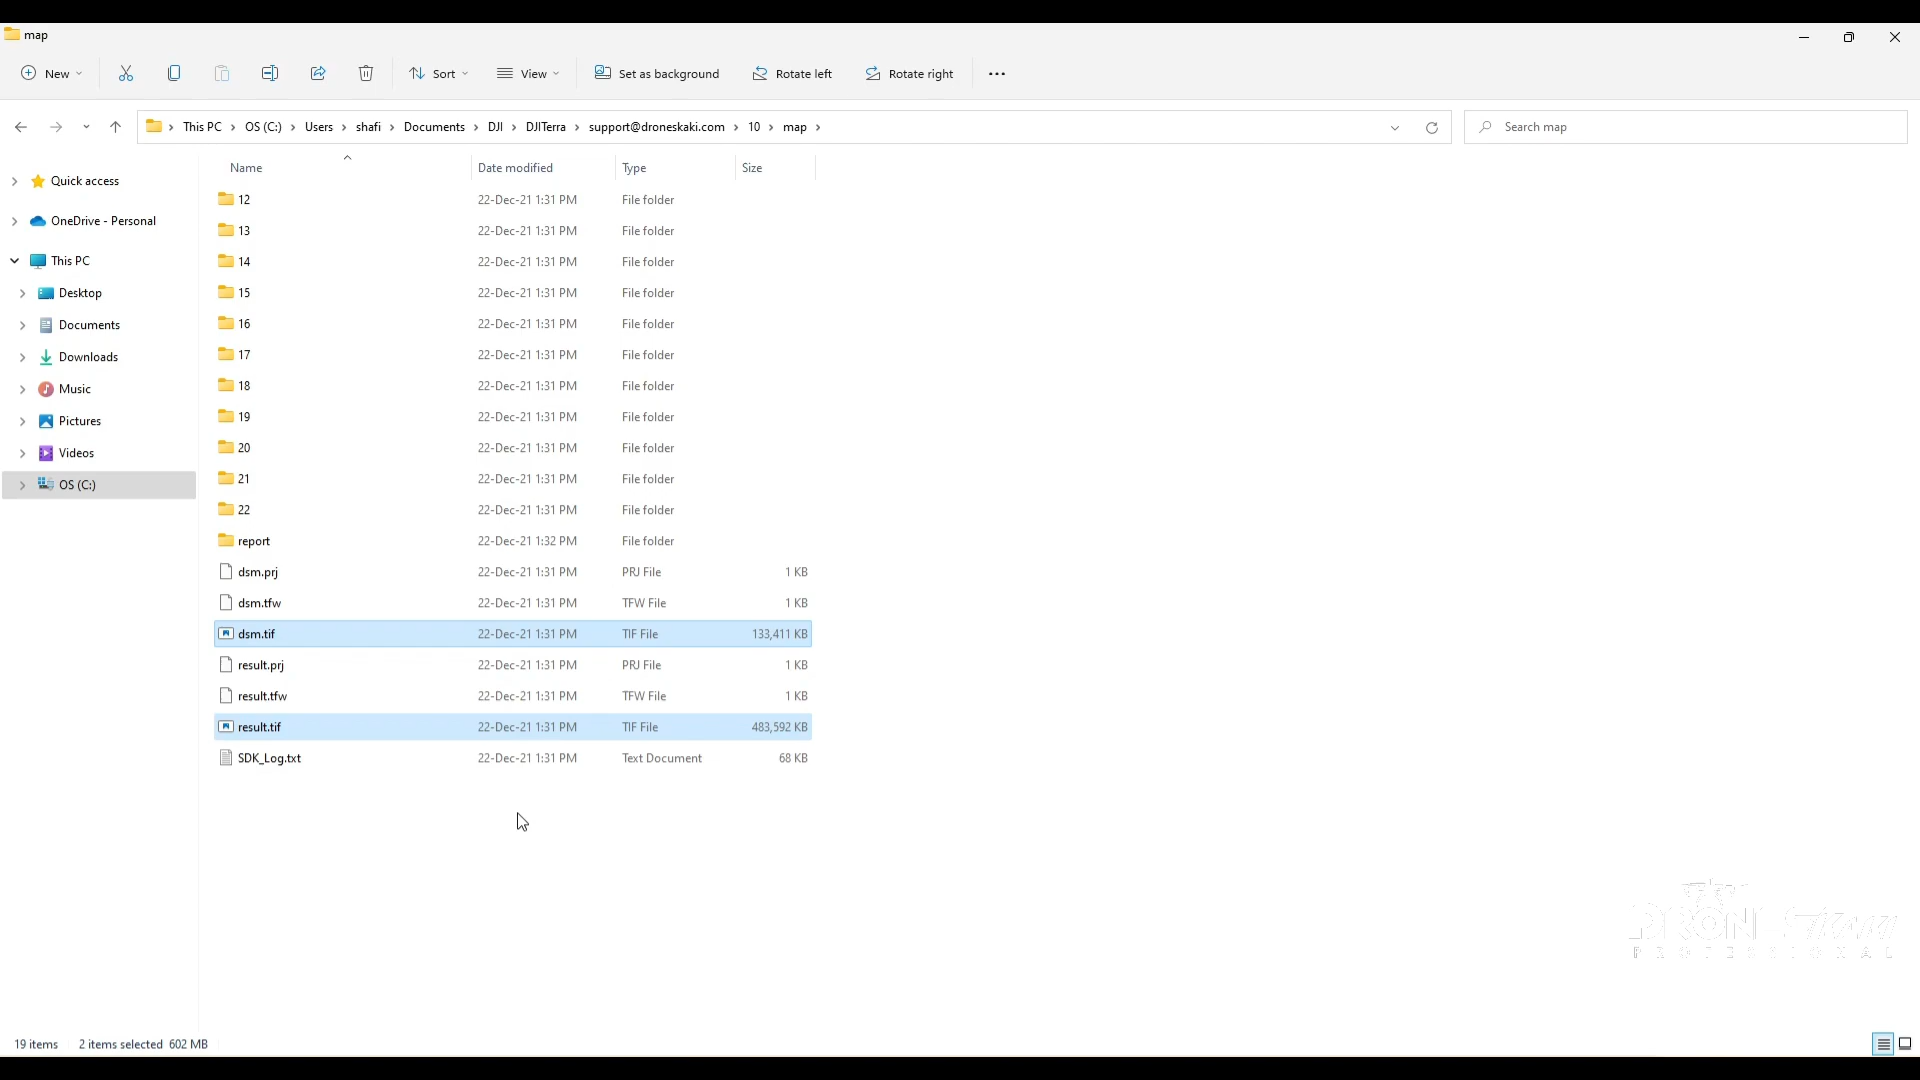 map
New
Sort
View
Set as background
Rotate left
Rotate right
This PC
OS (C:)
Users
shafi
Documents
DJI
DJITerra
support@droneskaki.com
10
map
Search map
Name
Date modified
Type
Size
Quick access
OneDrive - Personal
This PC
Desktop
Documents
Downloads
Music
Pictures
Videos
OS (C:)
12 22-Dec-21 1:31 PM File folder
13 22-Dec-21 1:31 PM File folder
14 22-Dec-21 1:31 PM File folder
15 22-Dec-21 1:31 PM File folder
16 22-Dec-21 1:31 PM File folder
17 22-Dec-21 1:31 PM File folder
18 22-Dec-21 1:31 PM File folder
19 22-Dec-21 1:31 PM File folder
20 22-Dec-21 1:31 PM File folder
21 22-Dec-21 1:31 PM File folder
22 22-Dec-21 1:31 PM File folder
report 22-Dec-21 1:32 PM File folder
dsm.prj 22-Dec-21 1:31 PM PRJ File 1 KB
dsm.tfw 22-Dec-21 1:31 PM TFW File 1 KB
dsm.tif 22-Dec-21 1:31 PM TIF File 133,411 KB
result.prj 22-Dec-21 1:31 PM PRJ File 1 KB
result.tfw 22-Dec-21 1:31 PM TFW File 1 KB
result.tif 22-Dec-21 1:31 PM TIF File 483,592 KB
SDK_Log.txt 22-Dec-21 1:31 PM Text Document 68 KB
19 items 2 items selected 602 MB